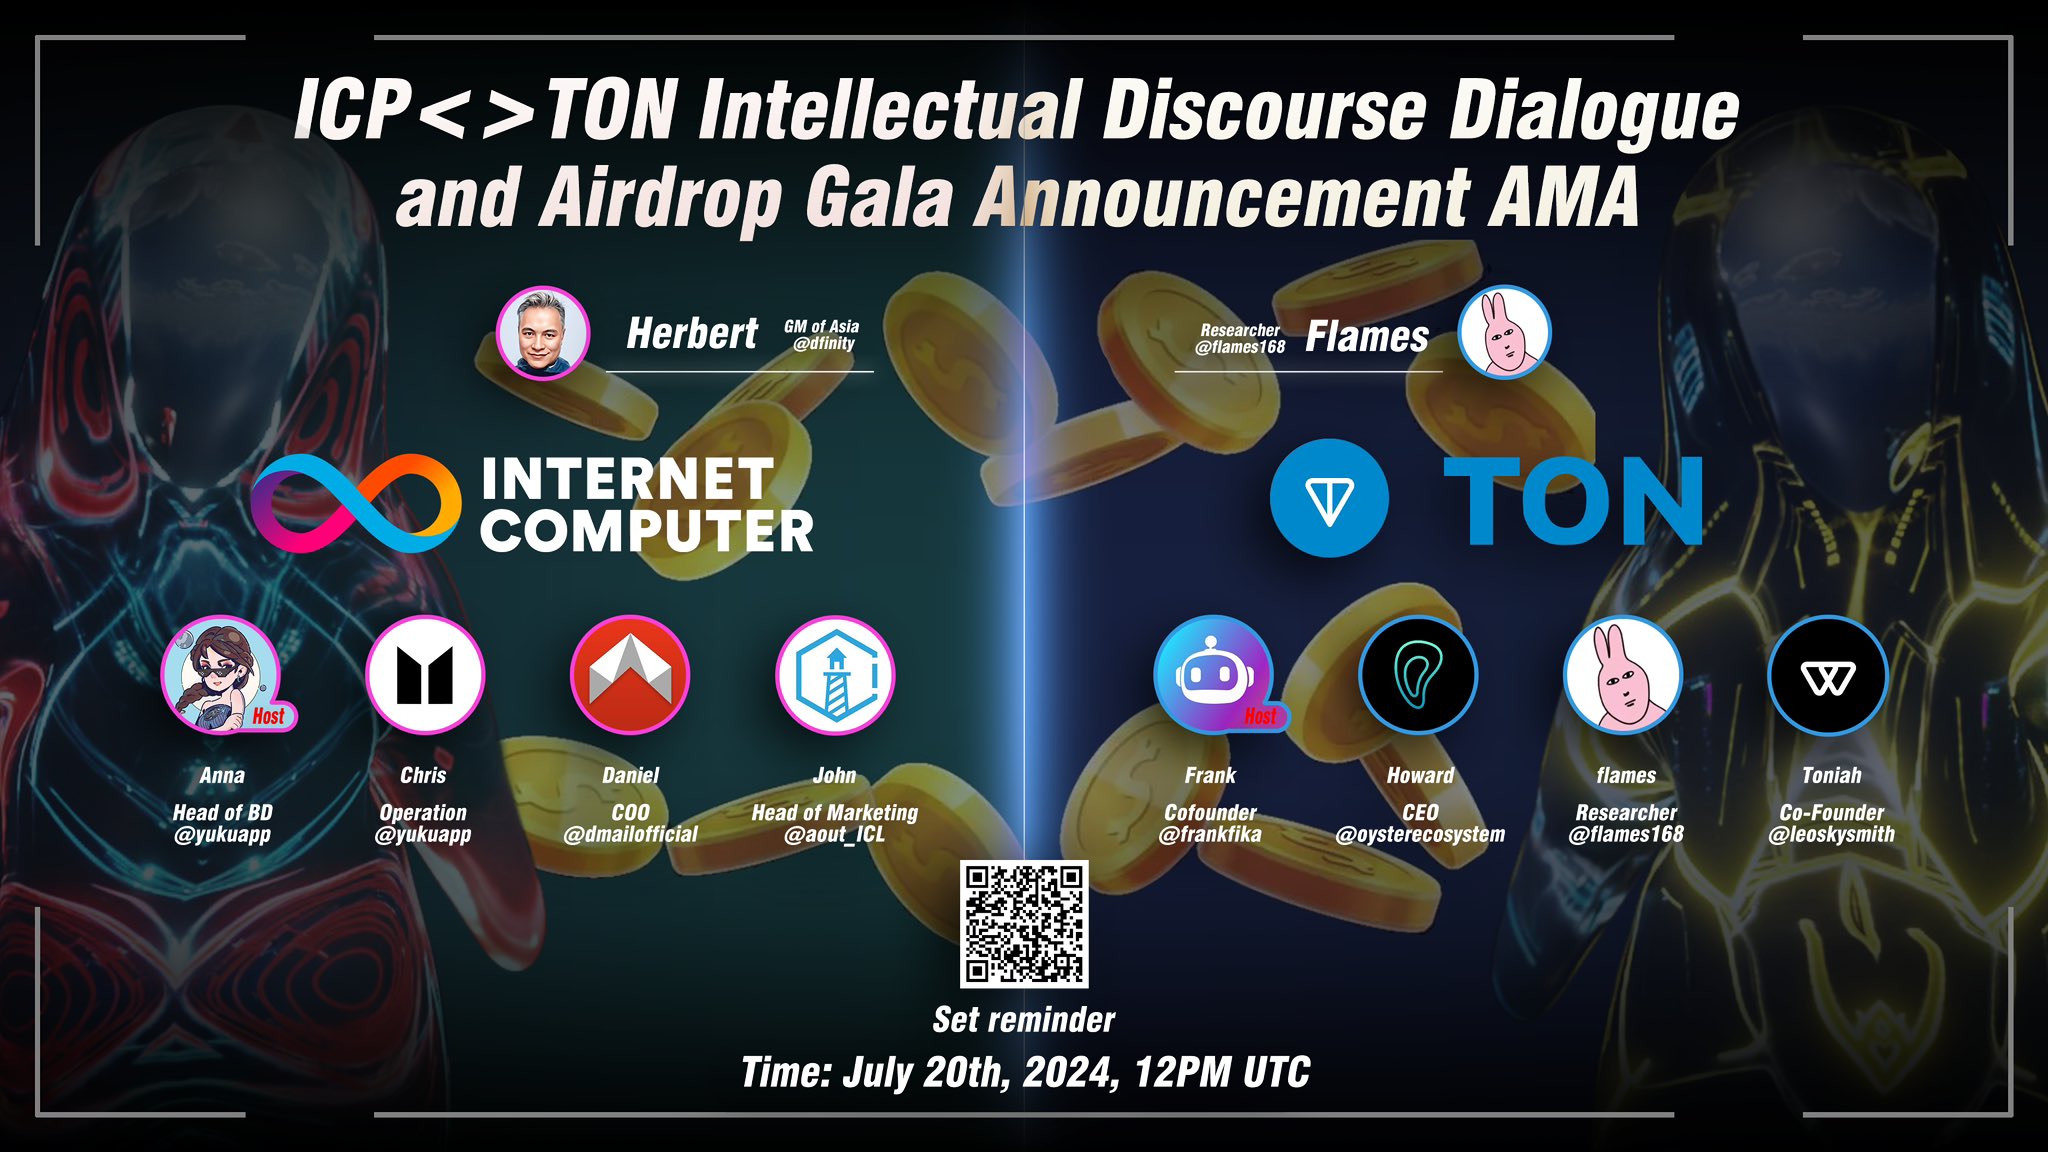 ICP<>TON Intellectual Discourse Dialogue
and Airdrop Gala Announcement AMA
Herbert
GM of Asia
@dfinity
Researcher
@flames168
Flames
INTERNET
COMPUTER
TON
Host
Anna
Head of BD
@yukuapp
Chris
Operation
@yukuapp
Daniel
COO
@dmailofficial
John
Head of Marketing
@aout_ICL
Host
Frank
Cofounder
@frankfika
Howard
CEO
@oysterecosystem
flames
Researcher
@flames168
Toniah
Co-Founder
@leoskysmith
Set reminder
Time: July 20th, 2024, 12PM UTC